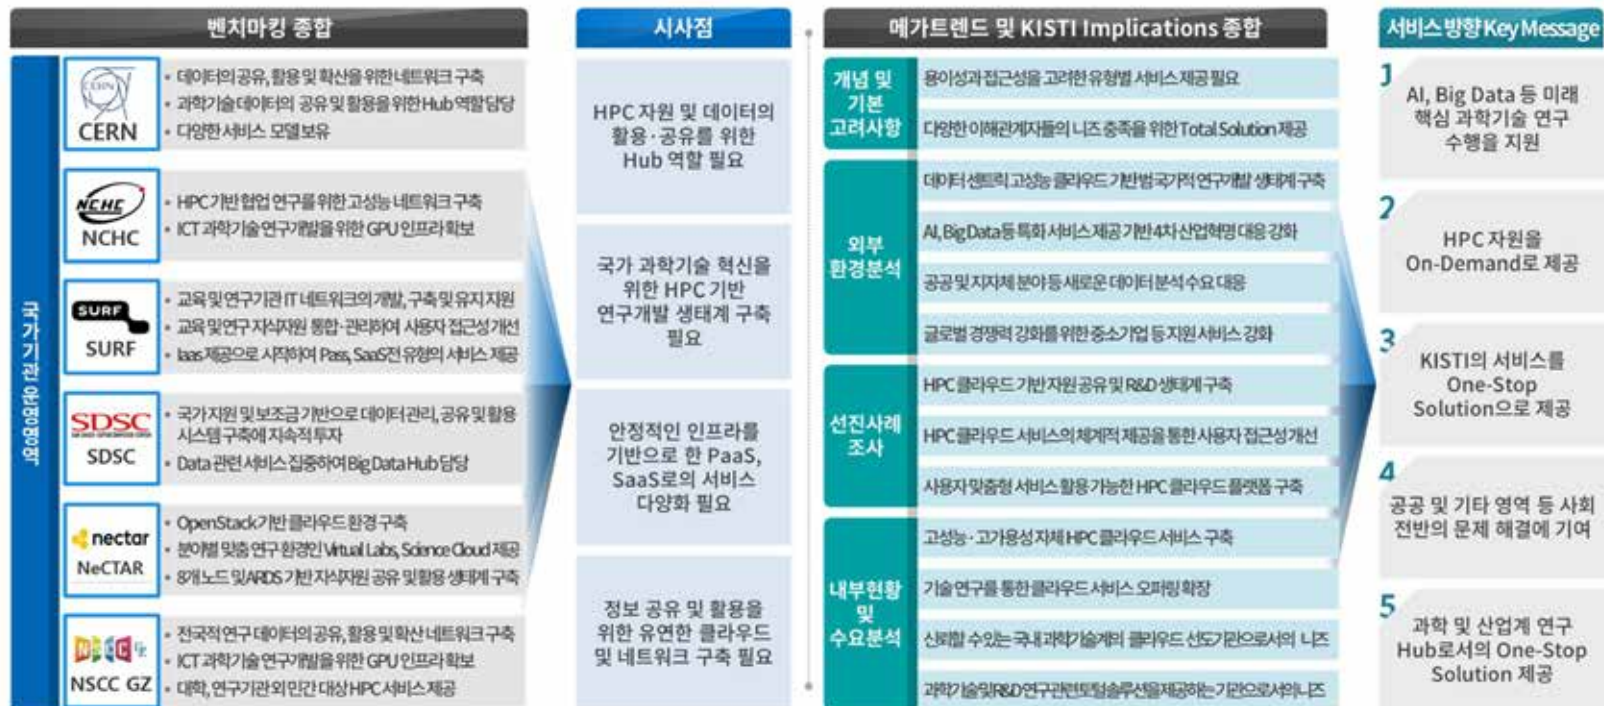 벤치마킹 종합
국가기관 운영영역
CERN
CERN
• 데이터의 공유, 활용 및 확산을 위한 네트워크 구축
• 과학기술 데이터의 공유 및 활용을 위한 Hub 역할 담당
• 다양한 서비스 모델 보유
NCHC
NCHC
• HPC 기반 협업 연구를 위한 고성능 네트워크 구축
• ICT 과학기술 연구개발을 위한 GPU 인프라 확보
SURF
SURF
• 교육 및 연구기관 IT 네트워크의 개발, 구축 및 유지 지원
• 교육 및 연구 지식자원 통합·관리하여 사용자 접근성 개선
• Iaas 제공으로 시작하여 Pass, SaaS전 유형의 서비스 제공
SDSC
SDSC
• 국가 지원 및 보조금 기반으로 데이터 관리, 공유 및 활용
시스템 구축에 지속적 투자
• Data 관련 서비스 집중하여 Big Data Hub 담당
nectar
NeCTAR
• OpenStack 기반 클라우드 환경 구축
• 분야별 맞춤 연구 환경인 Virtual Labs, Science Cloud 제공
• 8개 노드 및 ARDS 기반 지식자원 공유 및 활용 생태계 구축
NSCC
NSCC GZ
• 전국적 연구 데이터의 공유, 활용 및 확산 네트워크 구축
• ICT 과학기술 연구개발을 위한 GPU 인프라 확보
• 대학, 연구기관 외 민간 대상 HPC 서비스 제공
시사점
HPC 자원 및 데이터의
활용·공유를 위한
Hub 역할 필요
국가 과학기술 혁신을
위한 HPC 기반
연구개발 생태계 구축
필요
안정적인 인프라를
기반으로 한 PaaS,
SaaS로의 서비스
다양화 필요
정보 공유 및 활용을
위한 유연한 클라우드
및 네트워크 구축 필요
메가트렌드 및 KISTI Implications 종합
개념 및
기본
고려사항
용이성과 접근성을 고려한 유형별 서비스 제공 필요
다양한 이해관계자들의 니즈 충족을 위한 Total Solution 제공
외부
환경분석
데이터 센트릭 고성능 클라우드 기반 범국가적 연구개발 생태계 구축
AI, Big Data 등 특화 서비스 제공 기반 4차 산업혁명 대응 강화
공공 및 지자체 분야 등 새로운 데이터 분석 수요 대응
글로벌 경쟁력 강화를 위한 중소기업 등 지원 서비스 강화
선진사례
조사
HPC 클라우드 기반 자원 공유 및 R&D 생태계 구축
HPC 클라우드 서비스의 체계적 제공을 통한 사용자 접근성 개선
사용자 맞춤형 서비스 활용 가능한 HPC 클라우드 플랫폼 구축
내부현황
및
수요분석
고성능·고가용성 자체 HPC 클라우드 서비스 구축
기술 연구를 통한 클라우드 서비스 오퍼링 확장
신뢰할 수 있는 국내 과학기술계의 클라우드 선도기관으로서의 니즈
과학기술 및 R&D 연구 관련 토털 솔루션을 제공하는 기관으로서의 니즈
서비스 방향 Key Message
1
AI, Big Data 등 미래
핵심 과학기술 연구
수행을 지원
2
HPC 자원을
On-Demand로 제공
3
KISTI의 서비스를
One-Stop
Solution으로 제공
4
공공 및 기타 영역 등 사회
전반의 문제 해결에 기여
5
과학 및 산업계 연구
Hub로서의 One-Stop
Solution 제공